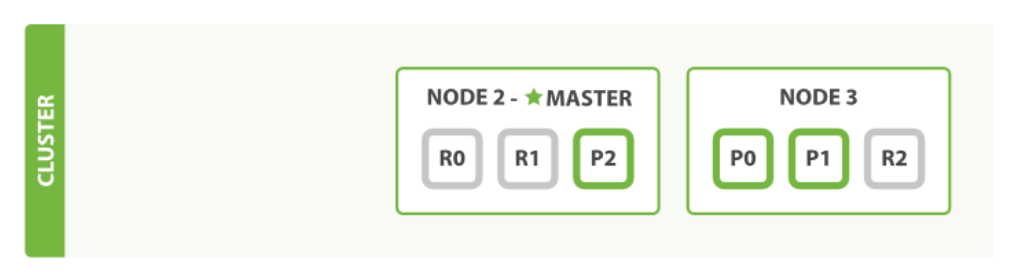 CLUSTER
NODE 2 - ★ MASTER
R0 R1 P2
NODE 3
P0 P1 R2